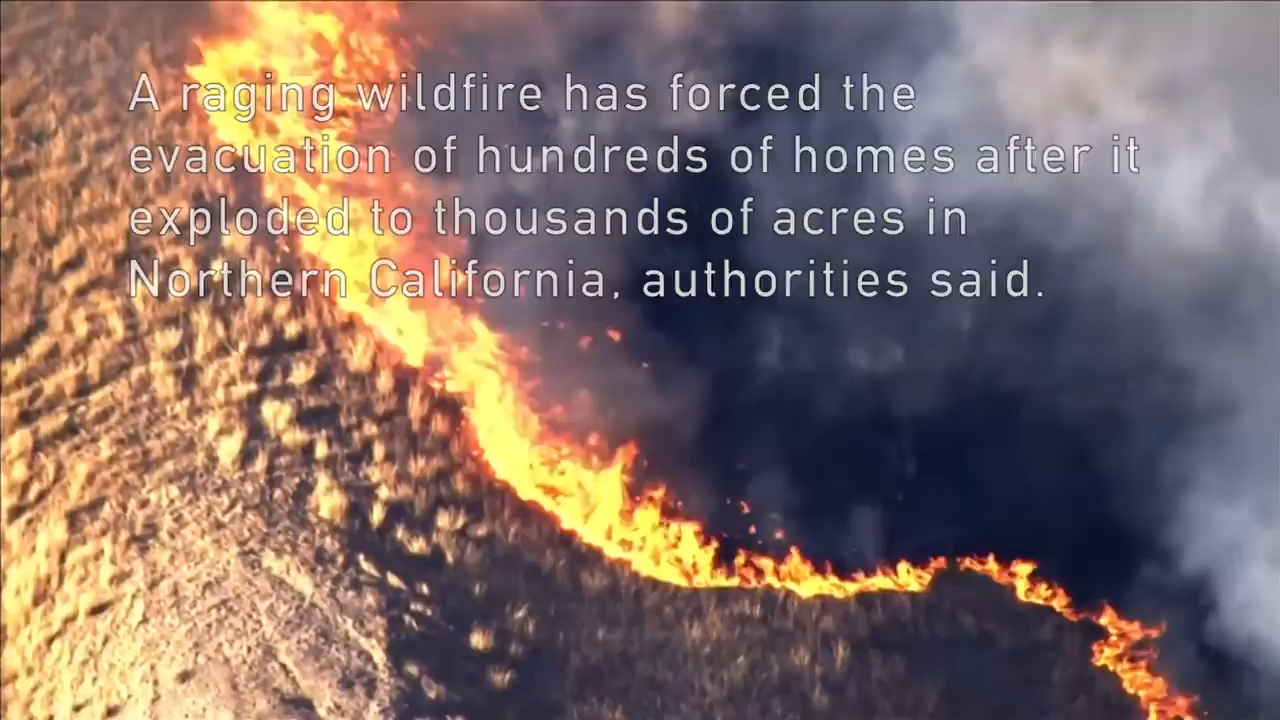 A raging wildfire has forced the
evacuation of hundreds of homes after it
exploded to thousands of acres in
Northern California, authorities said.